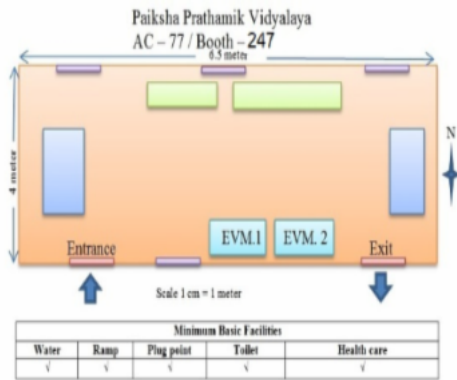 Paiksha Prathamik Vidyalaya
AC – 77 / Booth – 247
6.5 meter
4 meter
N
EVM.1 EVM. 2
Entrance Exit
Scale 1 cm = 1 meter
Minimum Basic Facilities
Water Ramp Plug point Toilet Health care
√ √ √ √ √